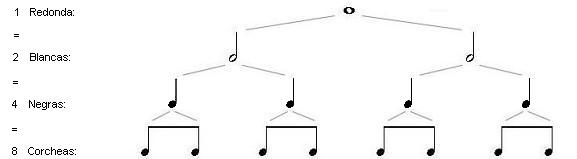 1 Redonda:
=
2 Blancas:
=
4 Negras:
=
8 Corcheas: